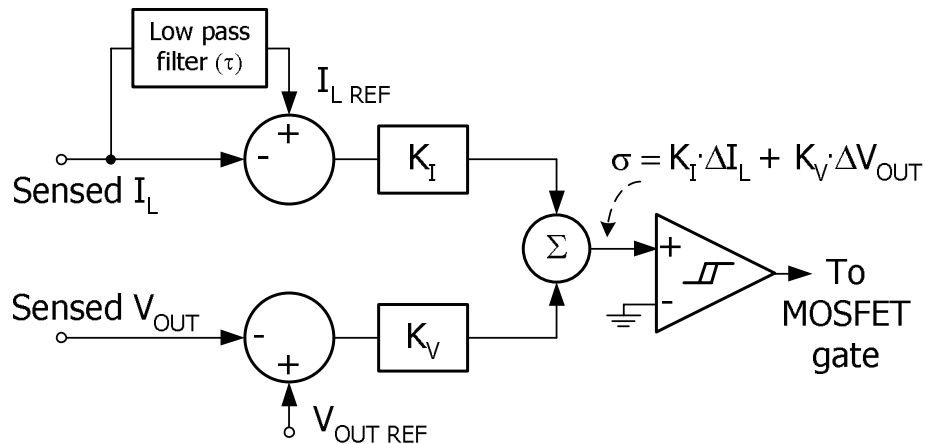 Low pass
filter (τ)
I_L REF
+
-
K_I
Sensed I_L
σ = K_I·ΔI_L + K_V·ΔV_OUT
Σ
+
-
To
MOSFET
gate
Sensed V_OUT
-
+
K_V
V_OUT REF